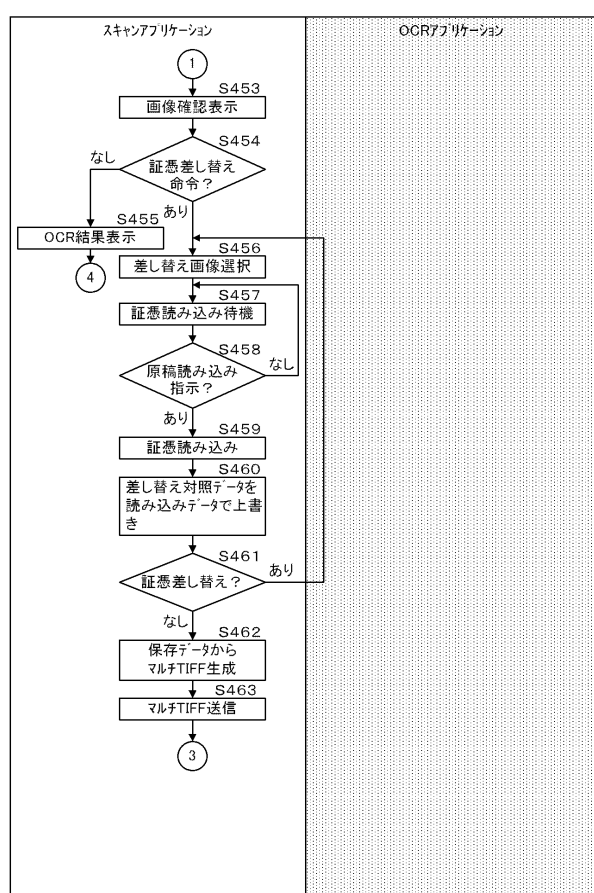 スキャンアプリケーション
OCRアプリケーション
1
S453
画像確認表示
S454
証憑差し替え
命令？
なし
あり
S455
OCR結果表示
4
S456
差し替え画像選択
S457
証憑読み込み待機
S458
原稿読み込み
指示？
なし
あり
S459
証憑読み込み
S460
差し替え対照データを
読み込みデータで上書
き
S461
証憑差し替え？
あり
なし
S462
保存データから
マルチTIFF生成
S463
マルチTIFF送信
3